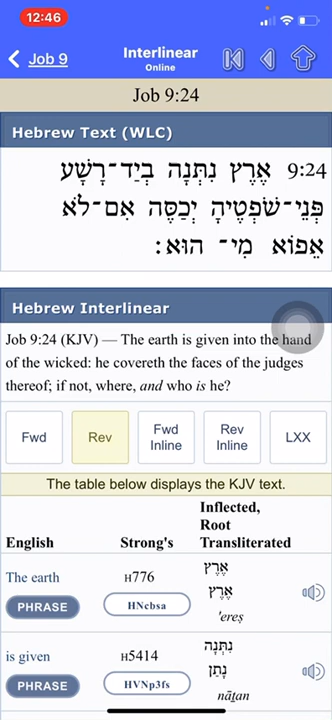 12:46
Job 9
Interlinear
Online
Job 9:24
Hebrew Text (WLC)
9:24 אֶרֶץ נִתְּנָה בְיַד־רָשָׁע
פְּנֵי־שֹׁפְטֶיהָ יְכַסֶּה אִם־לֹא
אֵפוֹא מִי־ הוּא׃
Hebrew Interlinear
Job 9:24 (KJV) — The earth is given into the hand
of the wicked: he covereth the faces of the judges
thereof; if not, where, and who is he?
Fwd
Rev
Fwd
Inline
Rev
Inline
LXX
The table below displays the KJV text.
English
Strong's
Inflected,
Root
Transliterated
The earth
PHRASE
H776
HNcbsa
אֶרֶץ
אֶרֶץ
'ereṣ
is given
PHRASE
H5414
HVNp3fs
נִתְּנָה
נָתַן
nāṯan